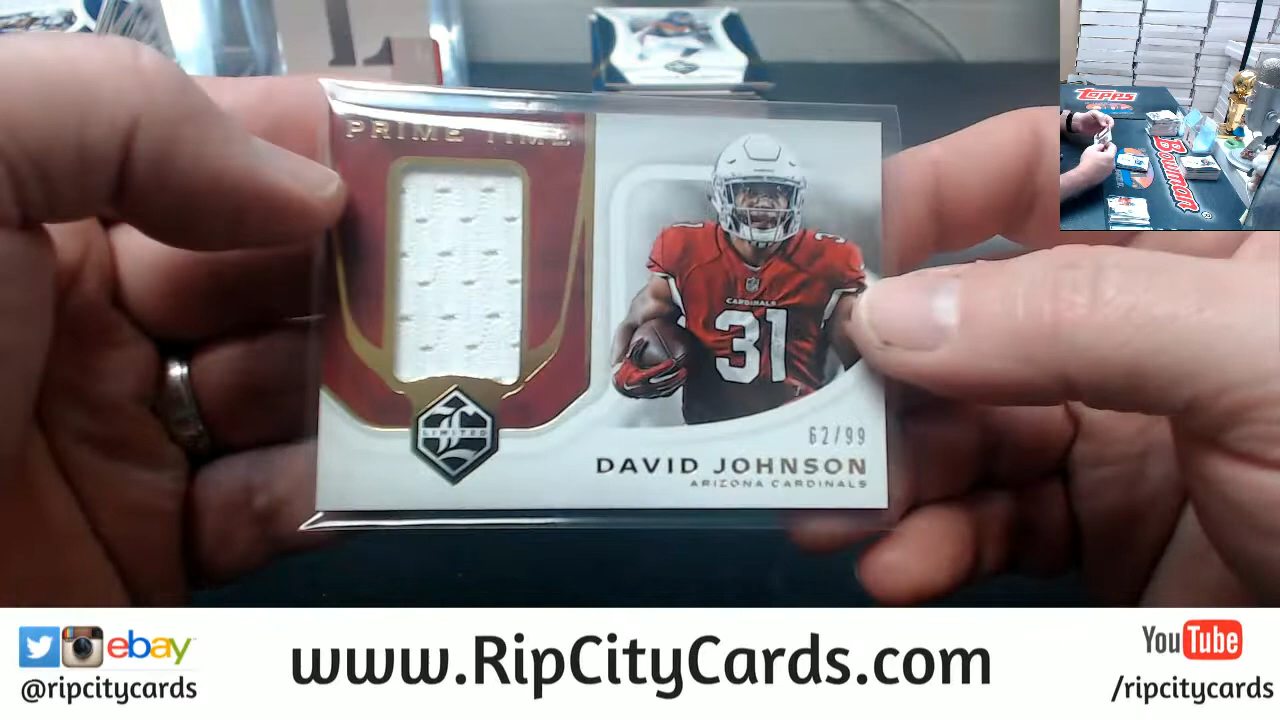 PRIME TIME
LIMITED
CARDINALS
31
31
62/99
DAVID JOHNSON
ARIZONA CARDINALS
topps
Bowman
ebay
@ripcitycards
www.RipCityCards.com
YouTube
/ripcitycards